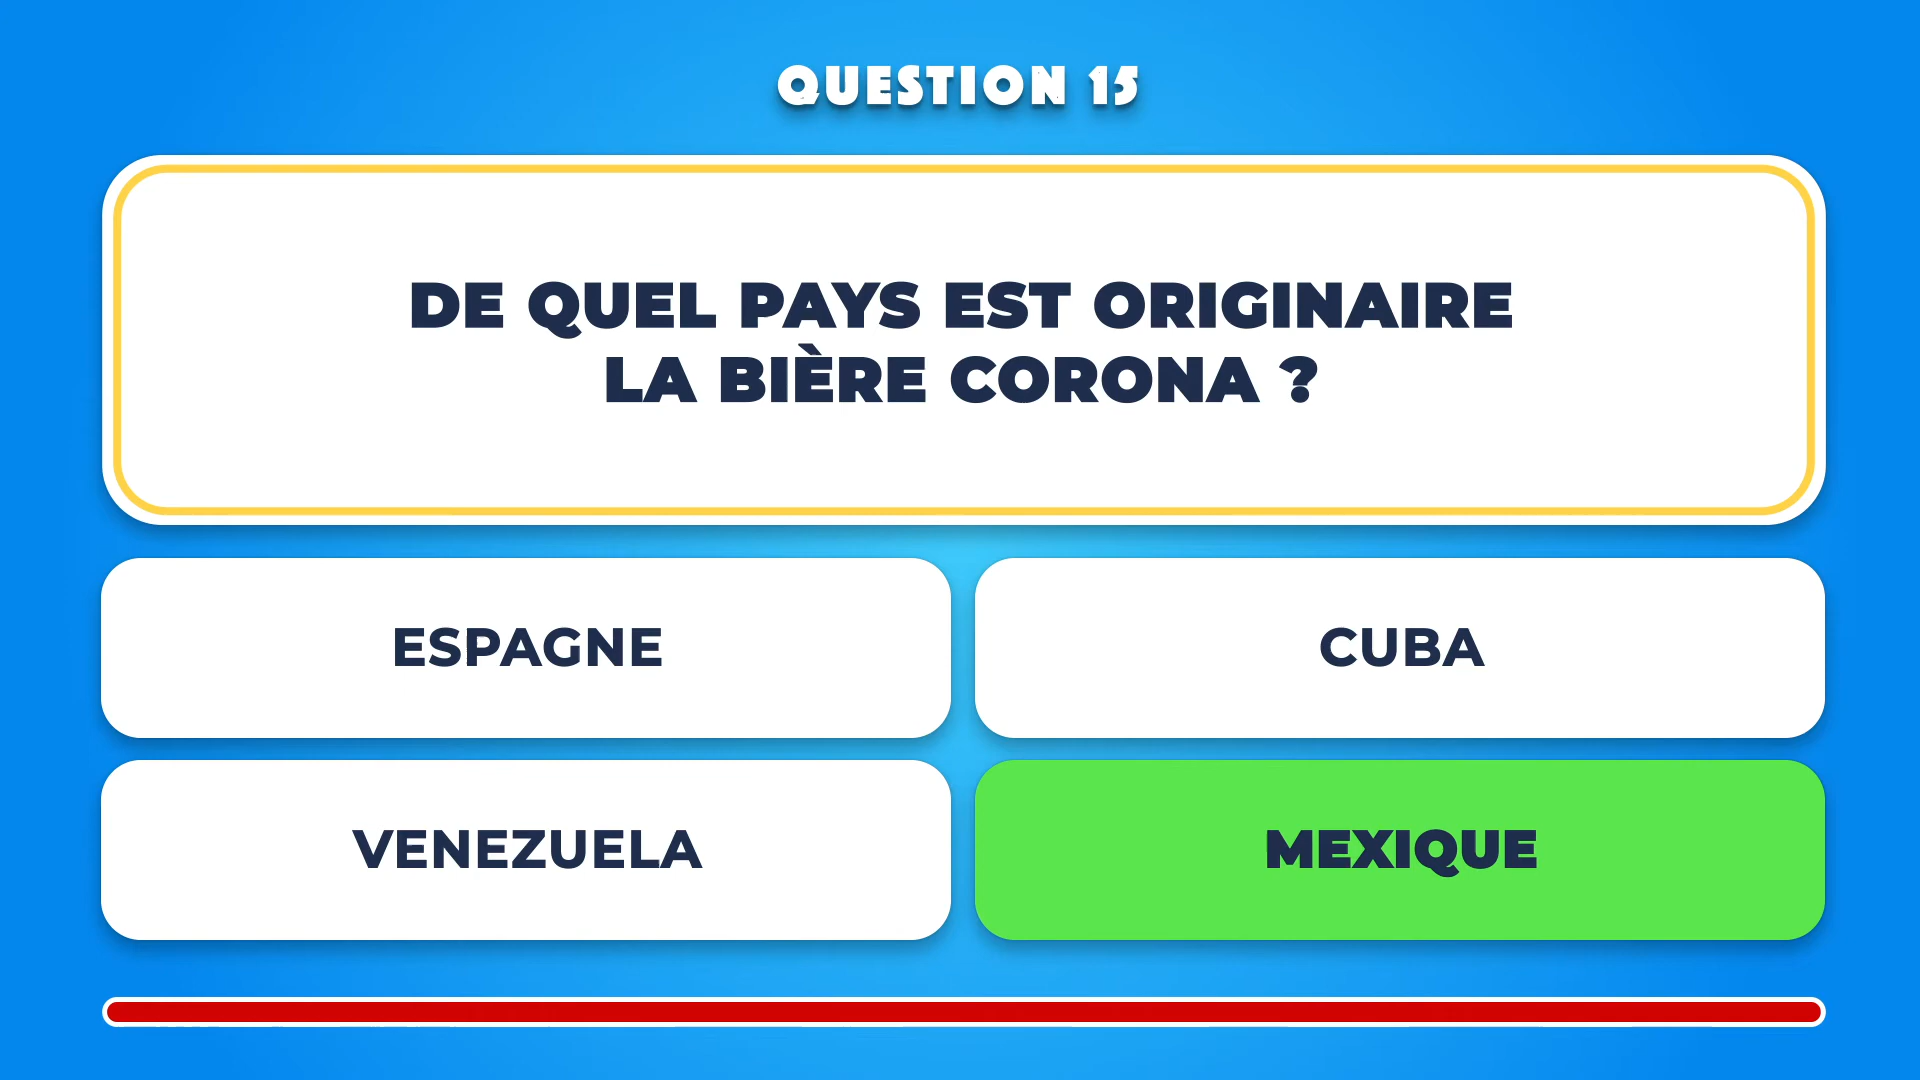 QUESTION 15
DE QUEL PAYS EST ORIGINAIRE
LA BIÈRE CORONA ?
ESPAGNE
CUBA
VENEZUELA
MEXIQUE